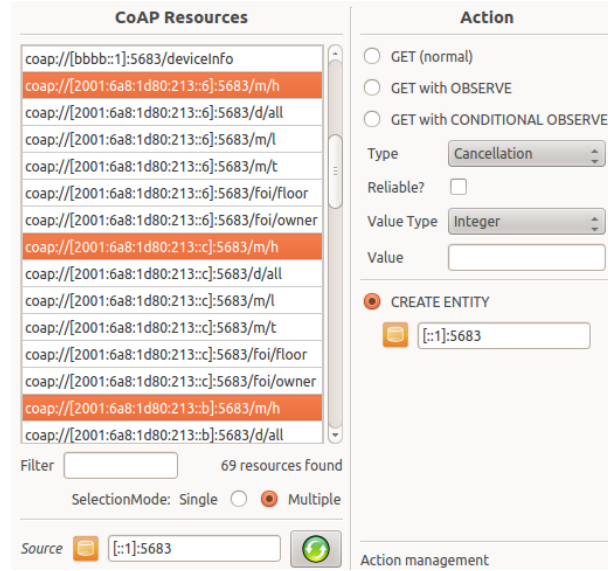 CoAP Resources
coap://[bbbb::1]:5683/deviceInfo
coap://[2001:6a8:1d80:213::6]:5683/m/h
coap://[2001:6a8:1d80:213::6]:5683/d/all
coap://[2001:6a8:1d80:213::6]:5683/m/l
coap://[2001:6a8:1d80:213::6]:5683/m/t
coap://[2001:6a8:1d80:213::6]:5683/foi/floor
coap://[2001:6a8:1d80:213::6]:5683/foi/owner
coap://[2001:6a8:1d80:213::c]:5683/m/h
coap://[2001:6a8:1d80:213::c]:5683/d/all
coap://[2001:6a8:1d80:213::c]:5683/m/l
coap://[2001:6a8:1d80:213::c]:5683/m/t
coap://[2001:6a8:1d80:213::c]:5683/foi/floor
coap://[2001:6a8:1d80:213::c]:5683/foi/owner
coap://[2001:6a8:1d80:213::b]:5683/m/h
coap://[2001:6a8:1d80:213::b]:5683/d/all
Filter 69 resources found
SelectionMode: Single Multiple
Source [::1]:5683
Action
GET (normal)
GET with OBSERVE
GET with CONDITIONAL OBSERVE
Type Cancellation
Reliable?
Value Type Integer
Value
CREATE ENTITY
[::1]:5683
Action management